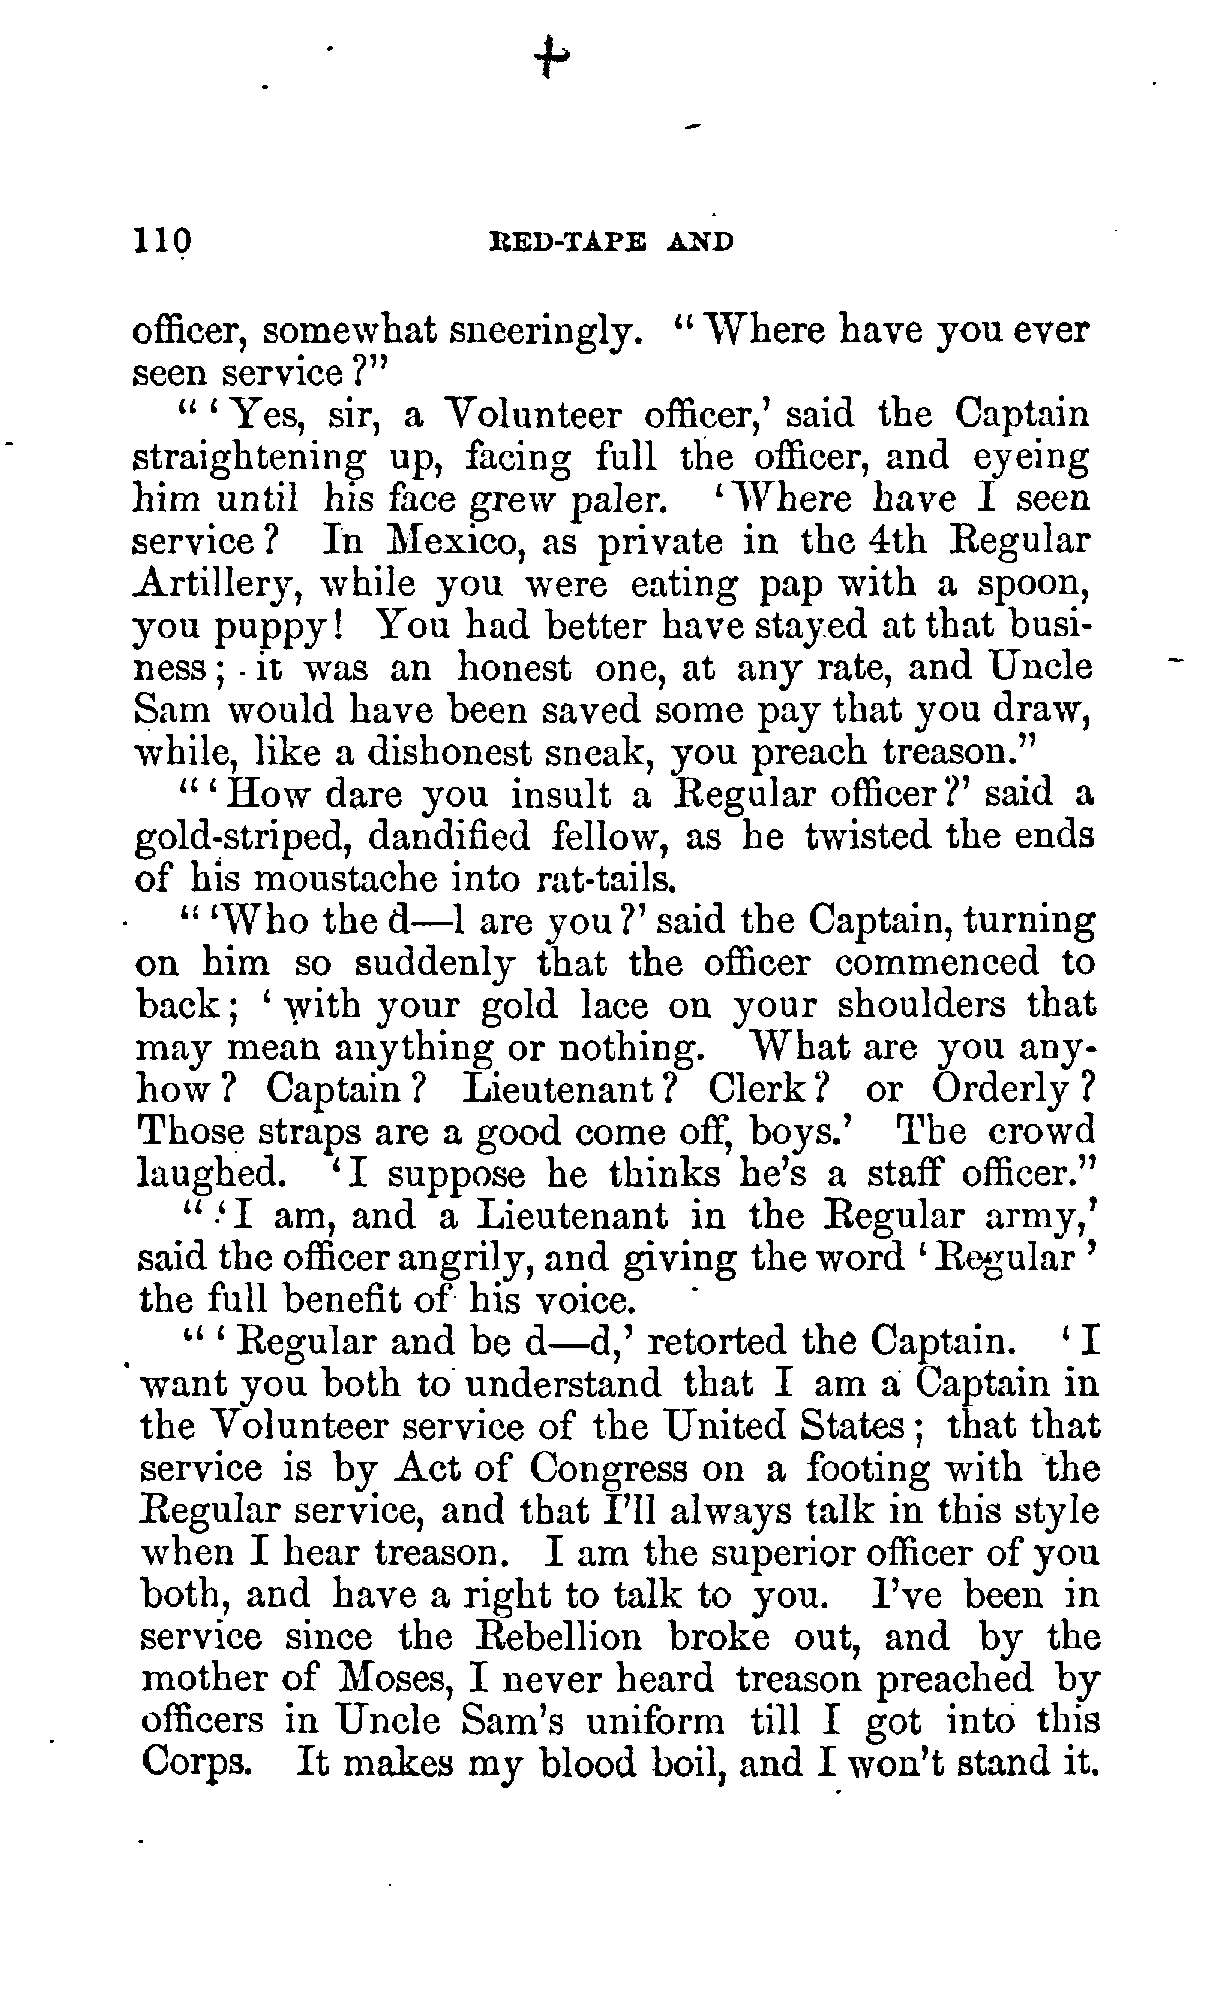 110 RED-TAPE AND
officer, somewhat sneeringly. “Where have you ever
seen service?”
“‘Yes, sir, a Volunteer officer,’ said the Captain
straightening up, facing full the officer, and eyeing
him until his face grew paler. ‘Where have I seen
service? In Mexico, as private in the 4th Regular
Artillery, while you were eating pap with a spoon,
you puppy! You had better have stayed at that busi-
ness; it was an honest one, at any rate, and Uncle
Sam would have been saved some pay that you draw,
while, like a dishonest sneak, you preach treason.”
“‘How dare you insult a Regular officer?’ said a
gold-striped, dandified fellow, as he twisted the ends
of his moustache into rat-tails.
“‘Who the d—l are you?’ said the Captain, turning
on him so suddenly that the officer commenced to
back; ‘with your gold lace on your shoulders that
may mean anything or nothing. What are you any-
how? Captain? Lieutenant? Clerk? or Orderly?
Those straps are a good come off, boys.’ The crowd
laughed. ‘I suppose he thinks he’s a staff officer.”
“‘I am, and a Lieutenant in the Regular army,’
said the officer angrily, and giving the word ‘Regular’
the full benefit of his voice.
“‘Regular and be d—d,’ retorted the Captain. ‘I
want you both to understand that I am a Captain in
the Volunteer service of the United States; that that
service is by Act of Congress on a footing with the
Regular service, and that I’ll always talk in this style
when I hear treason. I am the superior officer of you
both, and have a right to talk to you. I’ve been in
service since the Rebellion broke out, and by the
mother of Moses, I never heard treason preached by
officers in Uncle Sam’s uniform till I got into this
Corps. It makes my blood boil, and I won’t stand it.